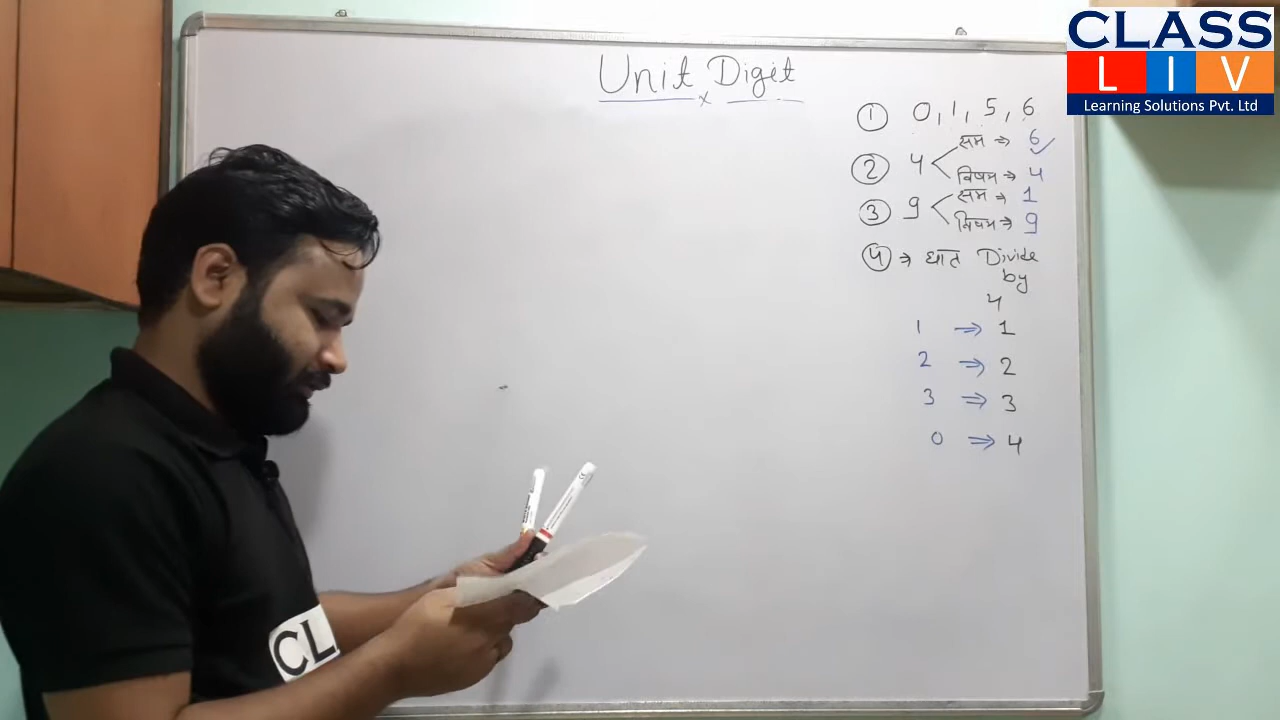 CLASS
L I V
Learning Solutions Pvt. Ltd
Unit Digit
① 0, 1, 5, 6
② 4 सम ⇒ 6
विषम → 4
③ 9 सम → 1
विषम → 9
④ → घात Divide
by
4
1 ⇒ 1
2 ⇒ 2
3 ⇒ 3
0 ⇒ 4
CL